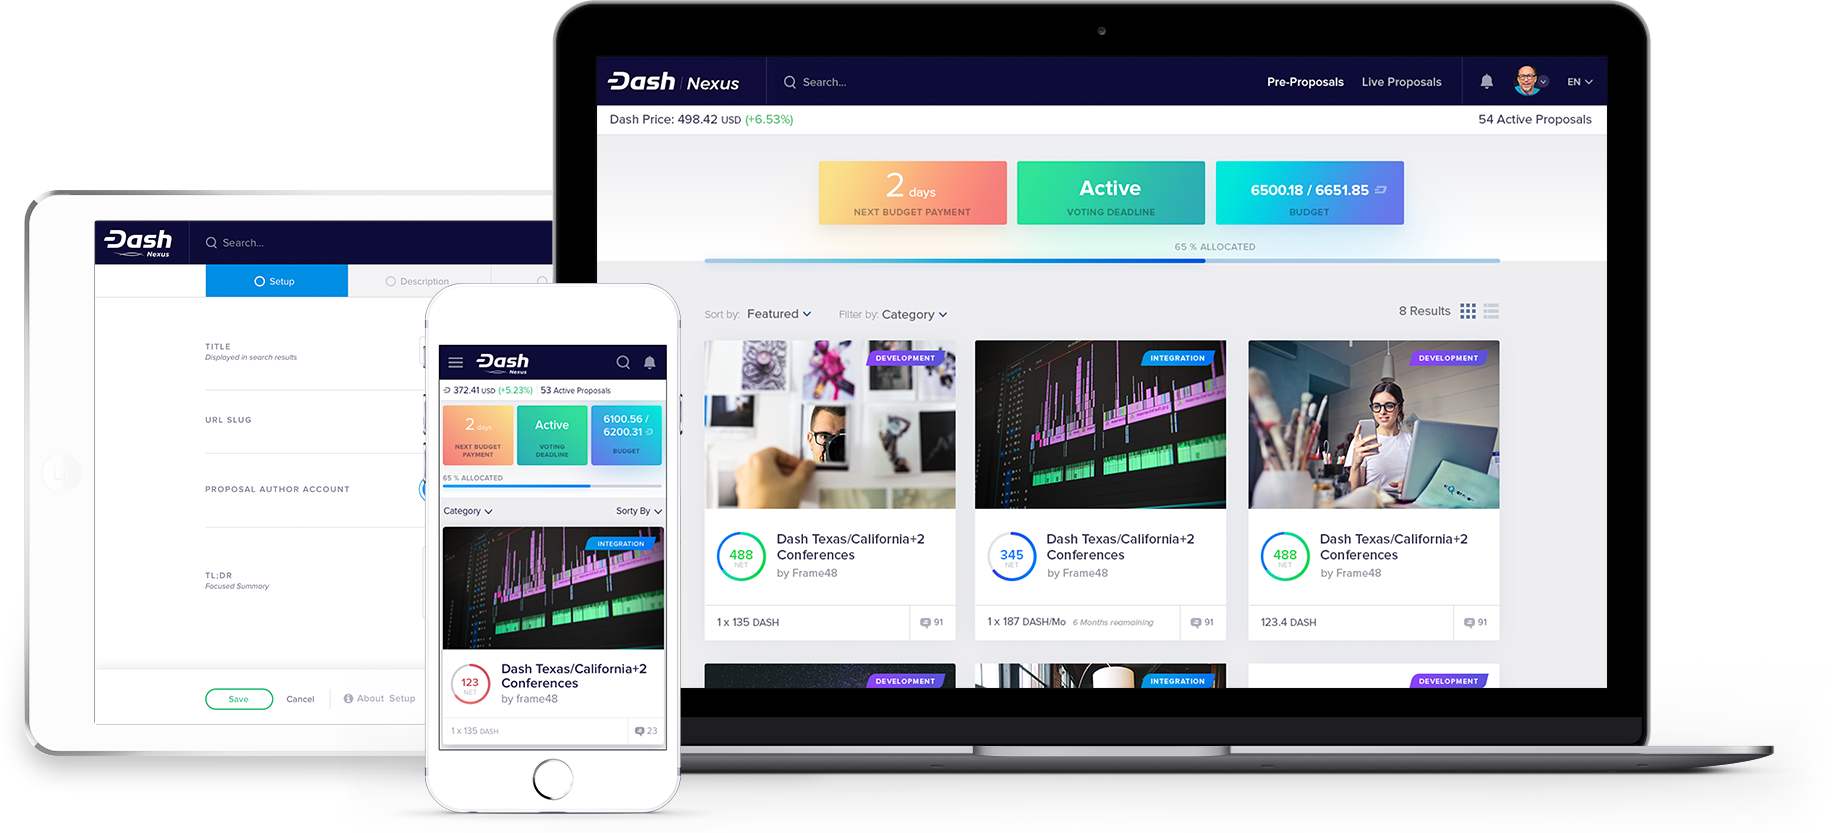 Dash Nexus
Search...
Pre-Proposals
Live Proposals
EN
Dash Price: 498.42 USD (+6.53%)
54 Active Proposals
2 days
NEXT BUDGET PAYMENT
Active
VOTING DEADLINE
6500.18 / 6651.85
BUDGET
65 % ALLOCATED
Sort by: Featured
Filter by: Category
8 Results
DEVELOPMENT
488
NET
Dash Texas/California+2
Conferences
by Frame48
1 x 135 DASH
91
INTEGRATION
345
NET
Dash Texas/California+2
Conferences
by Frame48
1 x 187 DASH/Mo
6 Months reamaining
91
DEVELOPMENT
488
NET
Dash Texas/California+2
Conferences
by Frame48
123.4 DASH
91
DEVELOPMENT
INTEGRATION
DEVELOPMENT
Dash
Nexus
Search...
Setup
Description
TITLE
Displayed in search results
URL SLUG
PROPOSAL AUTHOR ACCOUNT
TL;DR
Focused Summary
Save
Cancel
About Setup
Dash
Nexus
372.41 USD (+5.23%)
53 Active Proposals
2 days
NEXT BUDGET
PAYMENT
Active
VOTING
DEADLINE
6100.56 /
6200.31
BUDGET
65 % ALLOCATED
Category
Sorty By
INTEGRATION
123
NET
Dash Texas/California+2
Conferences
by frame48
1 x 135 DASH
23